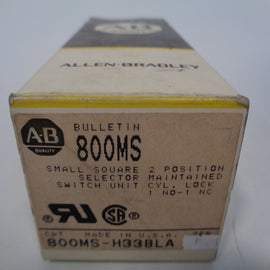 AB
ALLEN-BRADLEY
A-B
QUALITY
BULLETIN
800MS
SMALL SQUARE 2 POSITION
SELECTOR MAINTAINED
SWITCH UNIT CYL. LOCK
1 NO-1 NC
CAT MADE IN U.S.A. SER
800MS-H33BLA